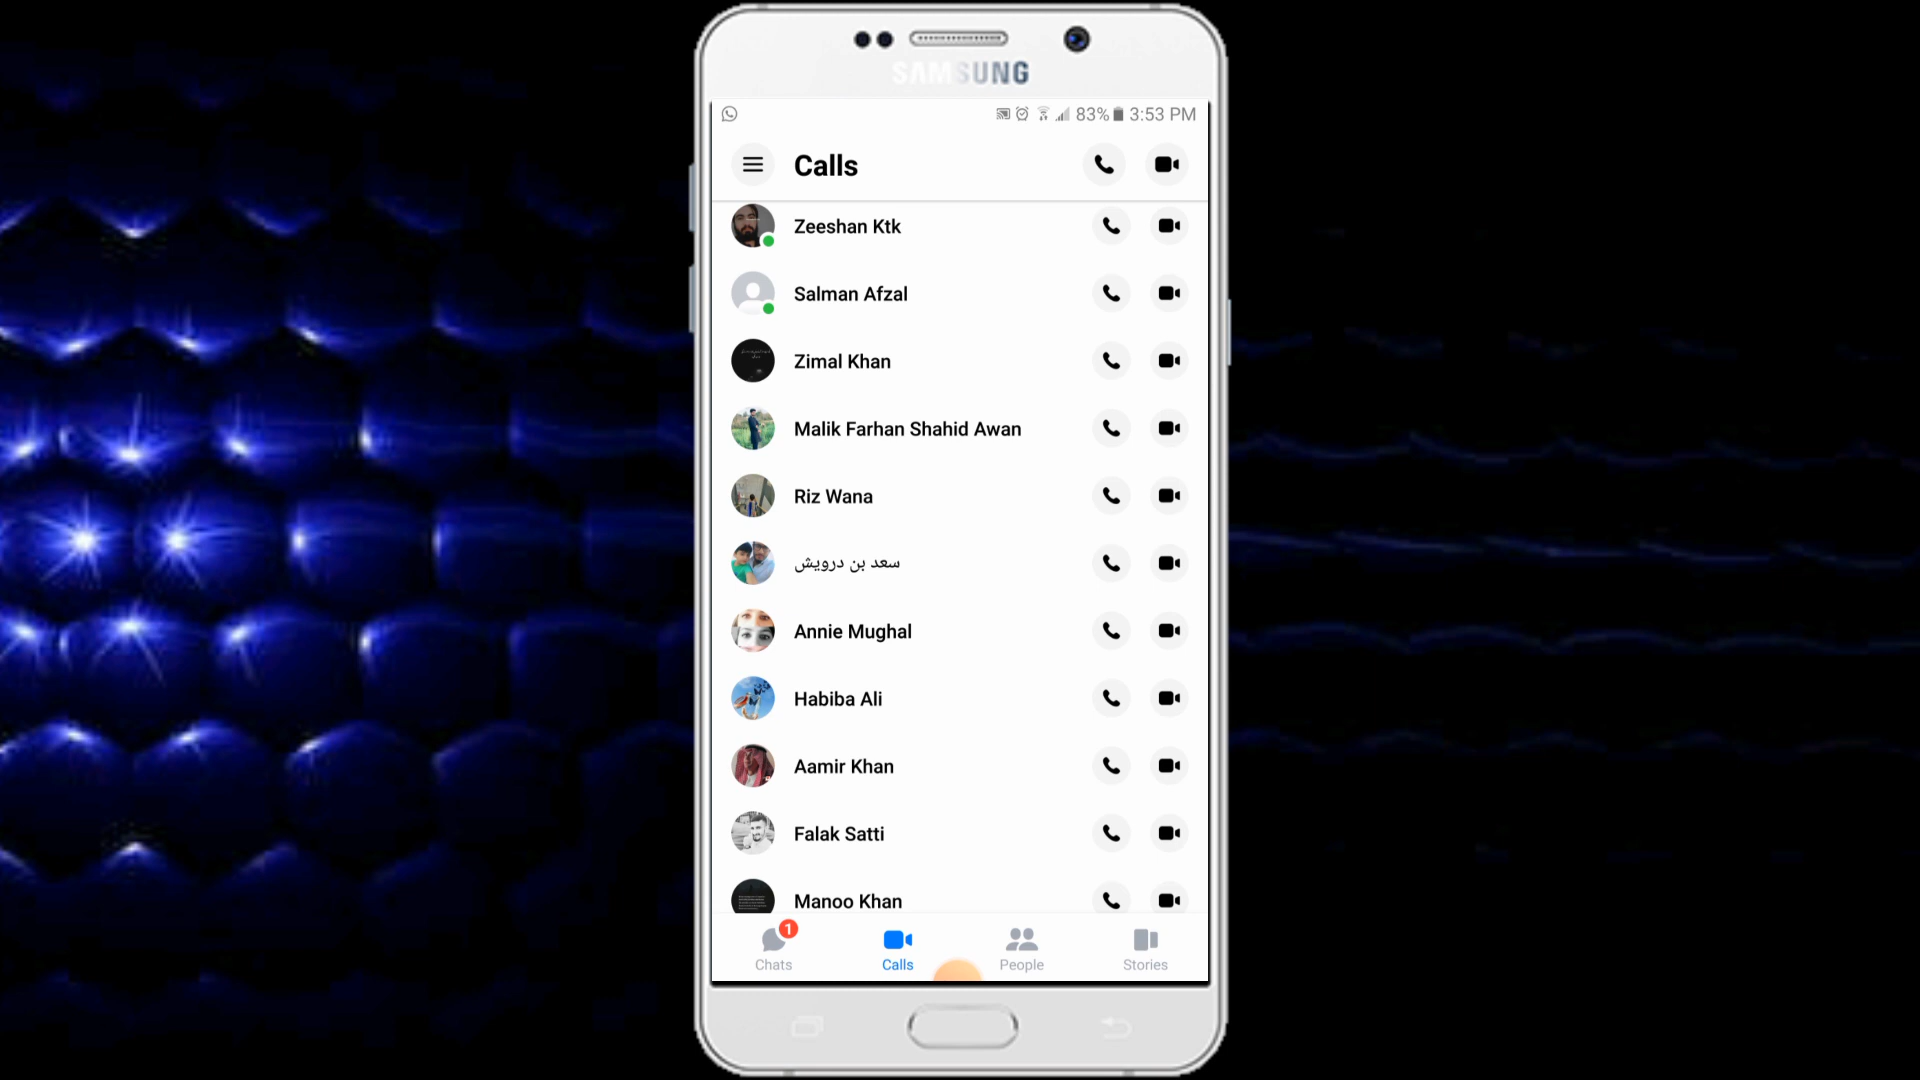 SAMSUNG
83% 3:53 PM
Calls
Zeeshan Ktk
Salman Afzal
Zimal Khan
Malik Farhan Shahid Awan
Riz Wana
سعد بن درویش
Annie Mughal
Habiba Ali
Aamir Khan
Falak Satti
Manoo Khan
1
Chats
Calls
People
Stories